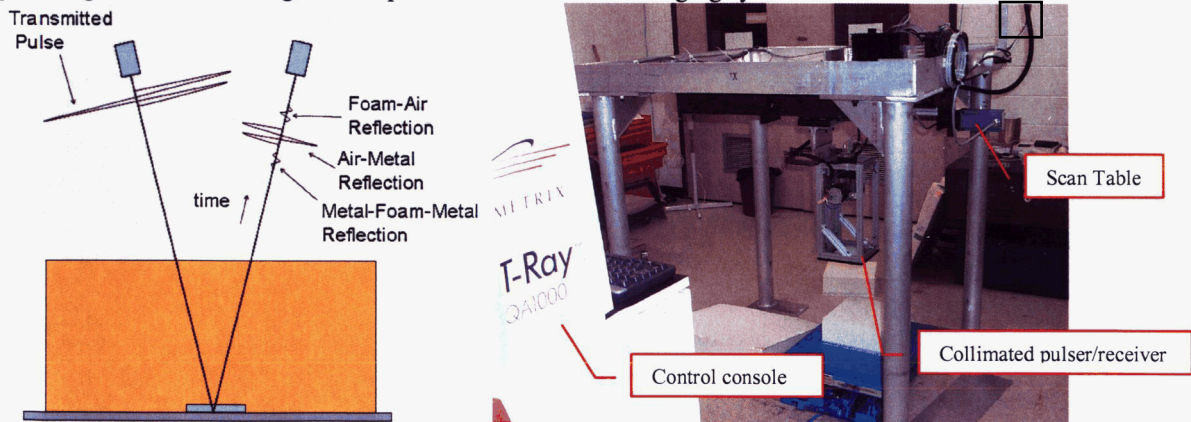 Transmitted
Pulse
Foam-Air
Reflection
Air-Metal
Reflection
time
Metal-Foam-Metal
Reflection
METRIX
T-Ray
QA1000
Scan Table
Control console
Collimated pulser/receiver